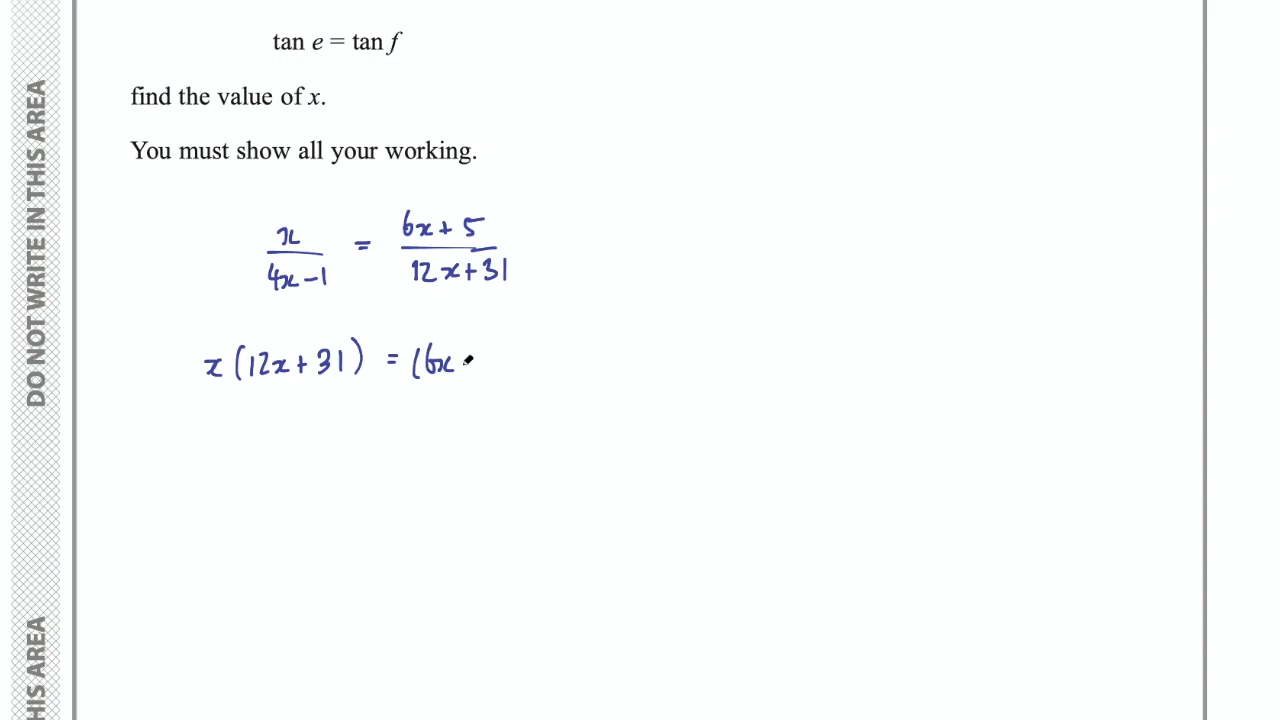 tan e = tan f
find the value of x.
You must show all your working.
x/(4x-1) = (6x+5)/(12x+31)
x(12x+31) = (6x
DO NOT WRITE IN THIS AREA
HIS AREA